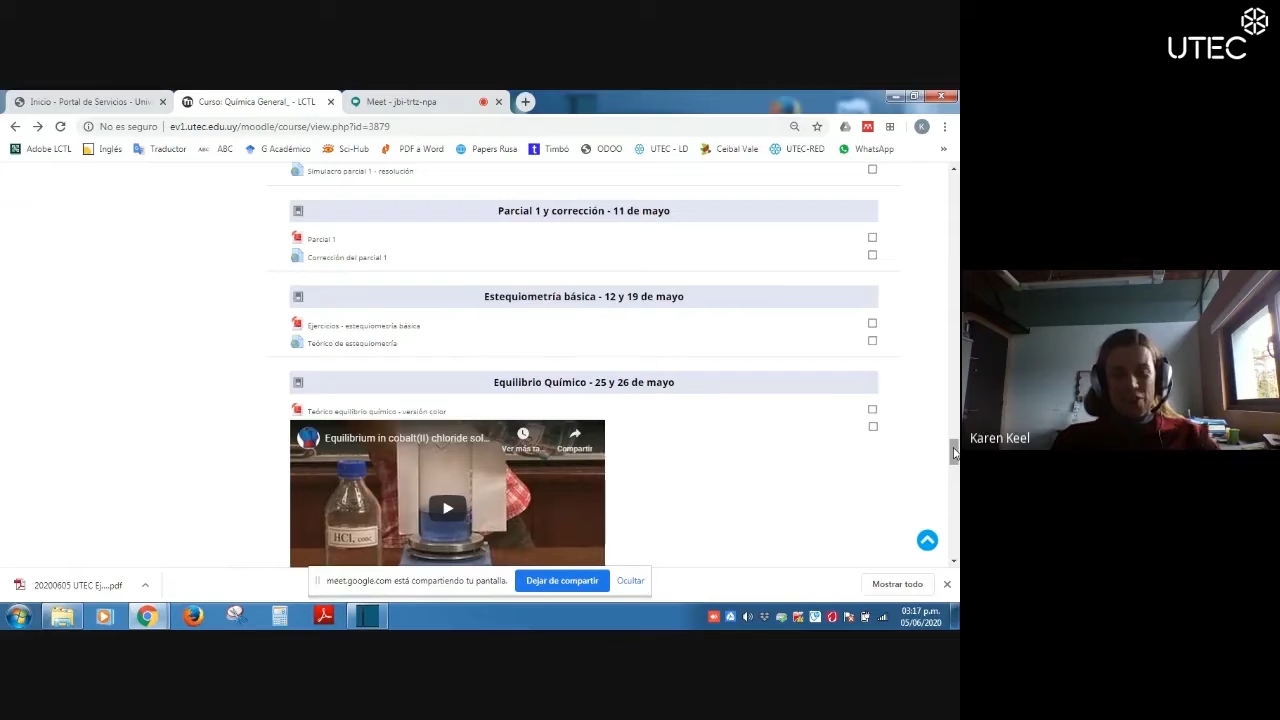 UTEC
Inicio - Portal de Servicios - Univ
Curso: Química General_ - LCTL
Meet - jbi-trtz-npa
No es seguro
ev1.utec.edu.uy/moodle/course/view.php?id=3879
Adobe LCTL
Inglés
Traductor
ABC
G Académico
Sci-Hub
PDF a Word
Papers Rusa
Timbó
ODOO
UTEC - LD
Ceibal Vale
UTEC-RED
WhatsApp
Simulacro parcial 1 - resolución
Parcial 1 y corrección - 11 de mayo
Parcial 1
Corrección del parcial 1
Estequiometría básica - 12 y 19 de mayo
Ejercicios - estequiometría básica
Teórico de estequiometría
Equilibrio Químico - 25 y 26 de mayo
Teórico equilibrio químico - versión color
Equilibrium in cobalt(II) chloride sol...
Ver más ta...
Compartir
HCl, conc
Karen Keel
meet.google.com está compartiendo tu pantalla.
Dejar de compartir
Ocultar
20200605 UTEC Ej....pdf
Mostrar todo
03:17 p.m.
05/06/2020